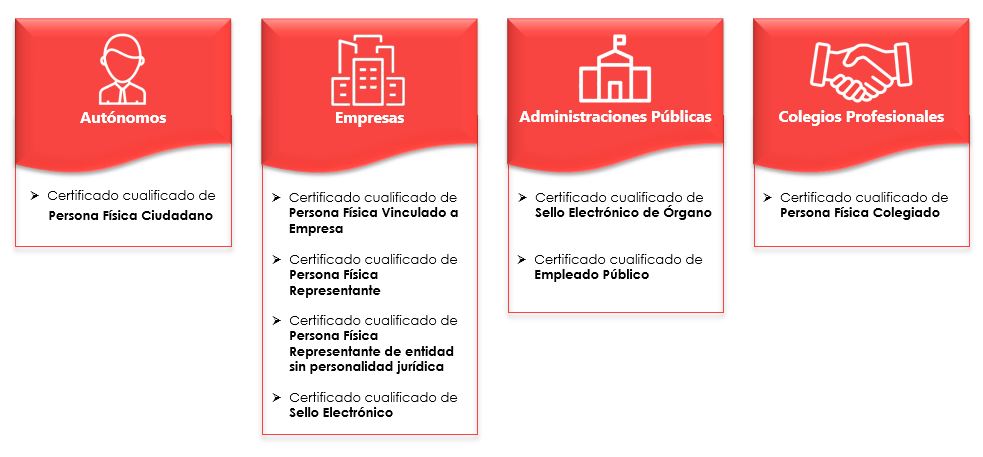 Autónomos
Certificado cualificado de
Persona Física Ciudadano
Empresas
Certificado cualificado de
Persona Física Vinculado a
Empresa
Certificado cualificado de
Persona Física
Representante
Certificado cualificado de
Persona Física
Representante de entidad
sin personalidad jurídica
Certificado cualificado de
Sello Electrónico
Administraciones Públicas
Certificado cualificado de
Sello Electrónico de Órgano
Certificado cualificado de
Empleado Público
Colegios Profesionales
Certificado cualificado de
Persona Física Colegiado